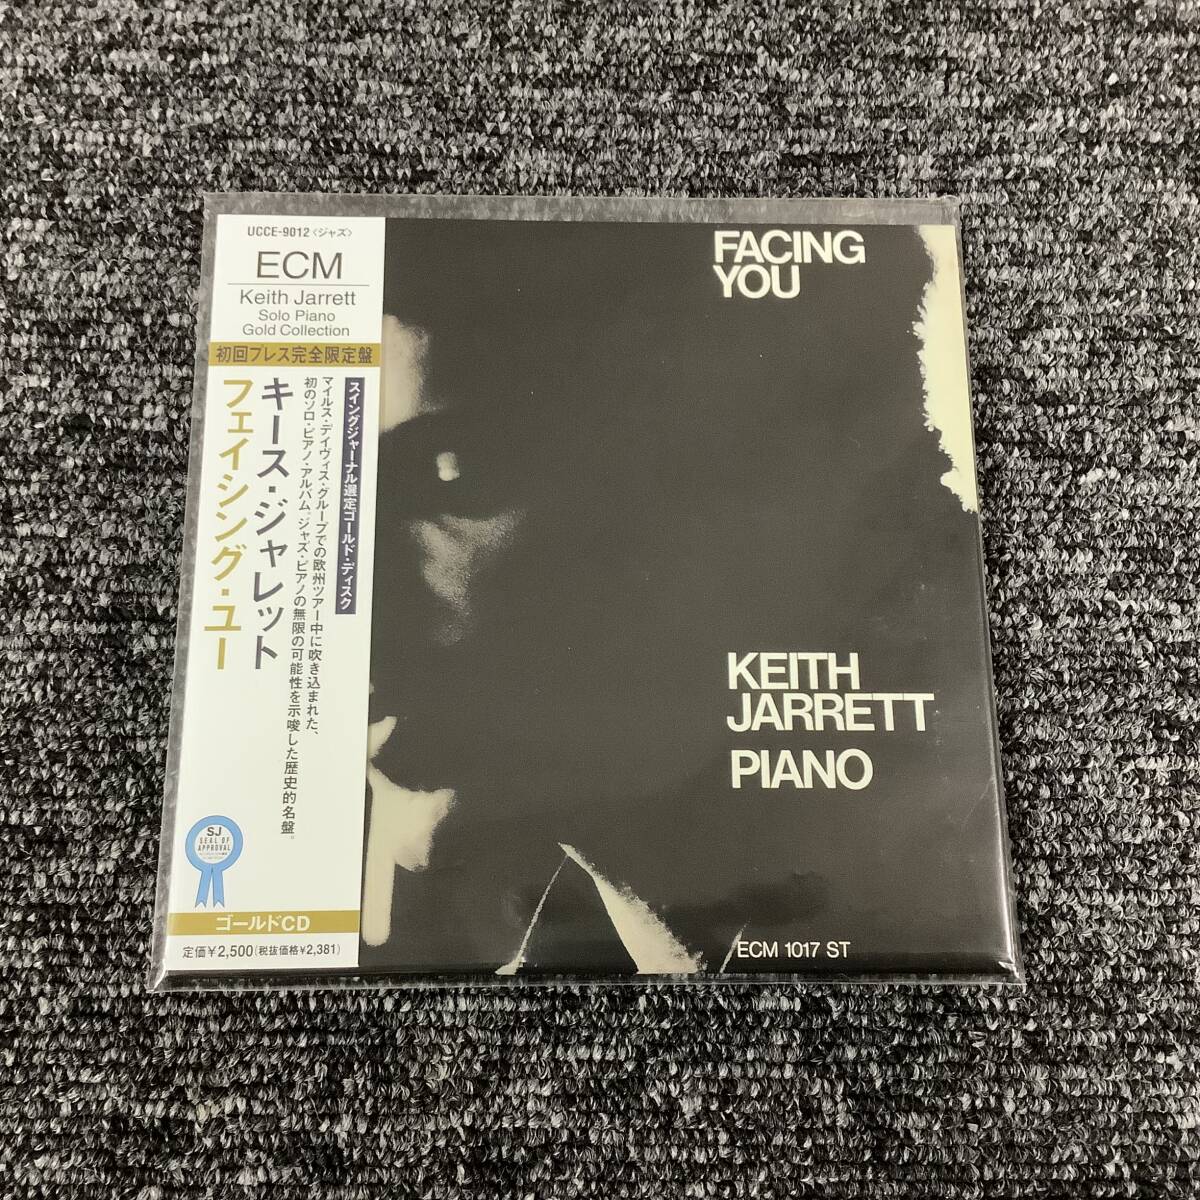 UCCE-9012〈ジャズ〉
ECM
Keith Jarrett
Solo Piano
Gold Collection
初回プレス完全限定盤
スイングジャーナル選定ゴールド・ディスク
マイルス・デイヴィス・グループでの欧州ツアー中に吹き込まれた、
初のソロ・ピアノ・アルバム。ジャズ・ピアノの無限の可能性を示唆した歴史的名盤。
キース・ジャレット
フェイシング・ユー
SJ
SEAL OF
APPROVAL
ゴールドCD
定価¥2,500(税抜価格¥2,381)
FACING
YOU
KEITH
JARRETT
PIANO
ECM 1017 ST